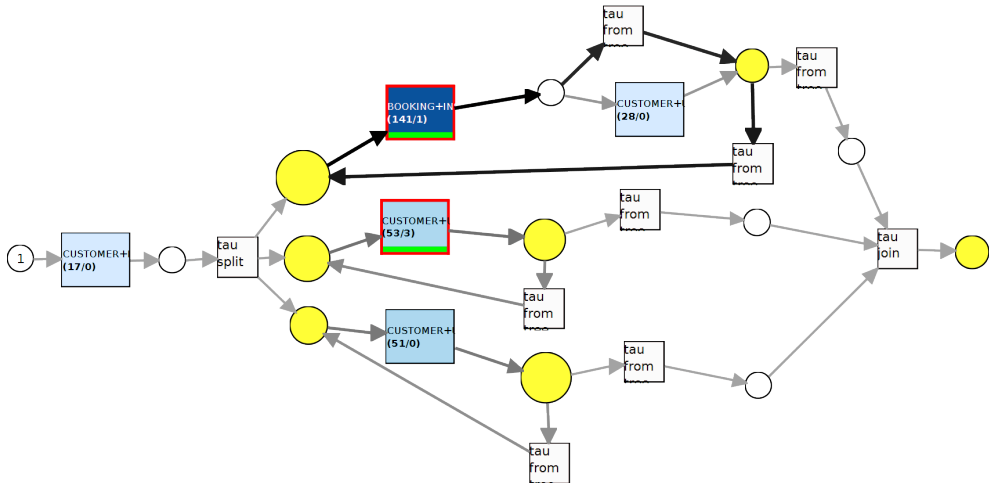 tau
from
tau
from
BOOKING+IN
(141/1)
CUSTOMER+
(28/0)
tau
from
CUSTOMER+
(53/3)
tau
from
1
CUSTOMER+
(17/0)
tau
split
tau
join
tau
from
tree
CUSTOMER+
(51/0)
tau
from
tau
from